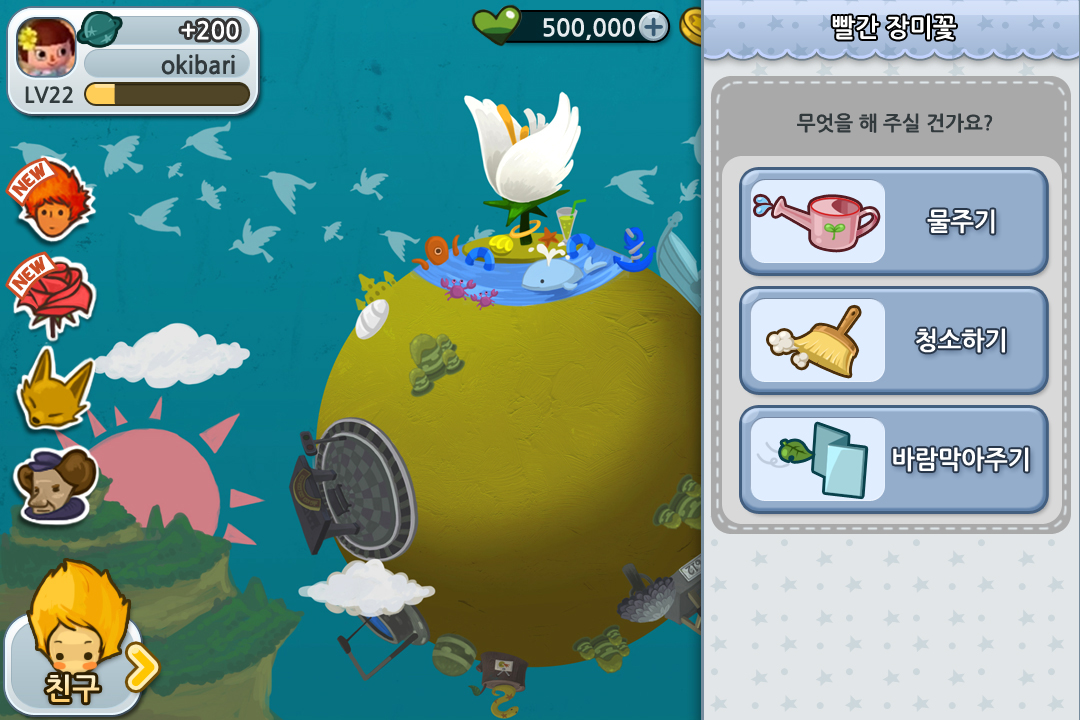 +200
okibari
LV22
500,000
빨간 장미꽃
무엇을 해 주실 건가요?
물주기
청소하기
바람막아주기
NEW
NEW
친구